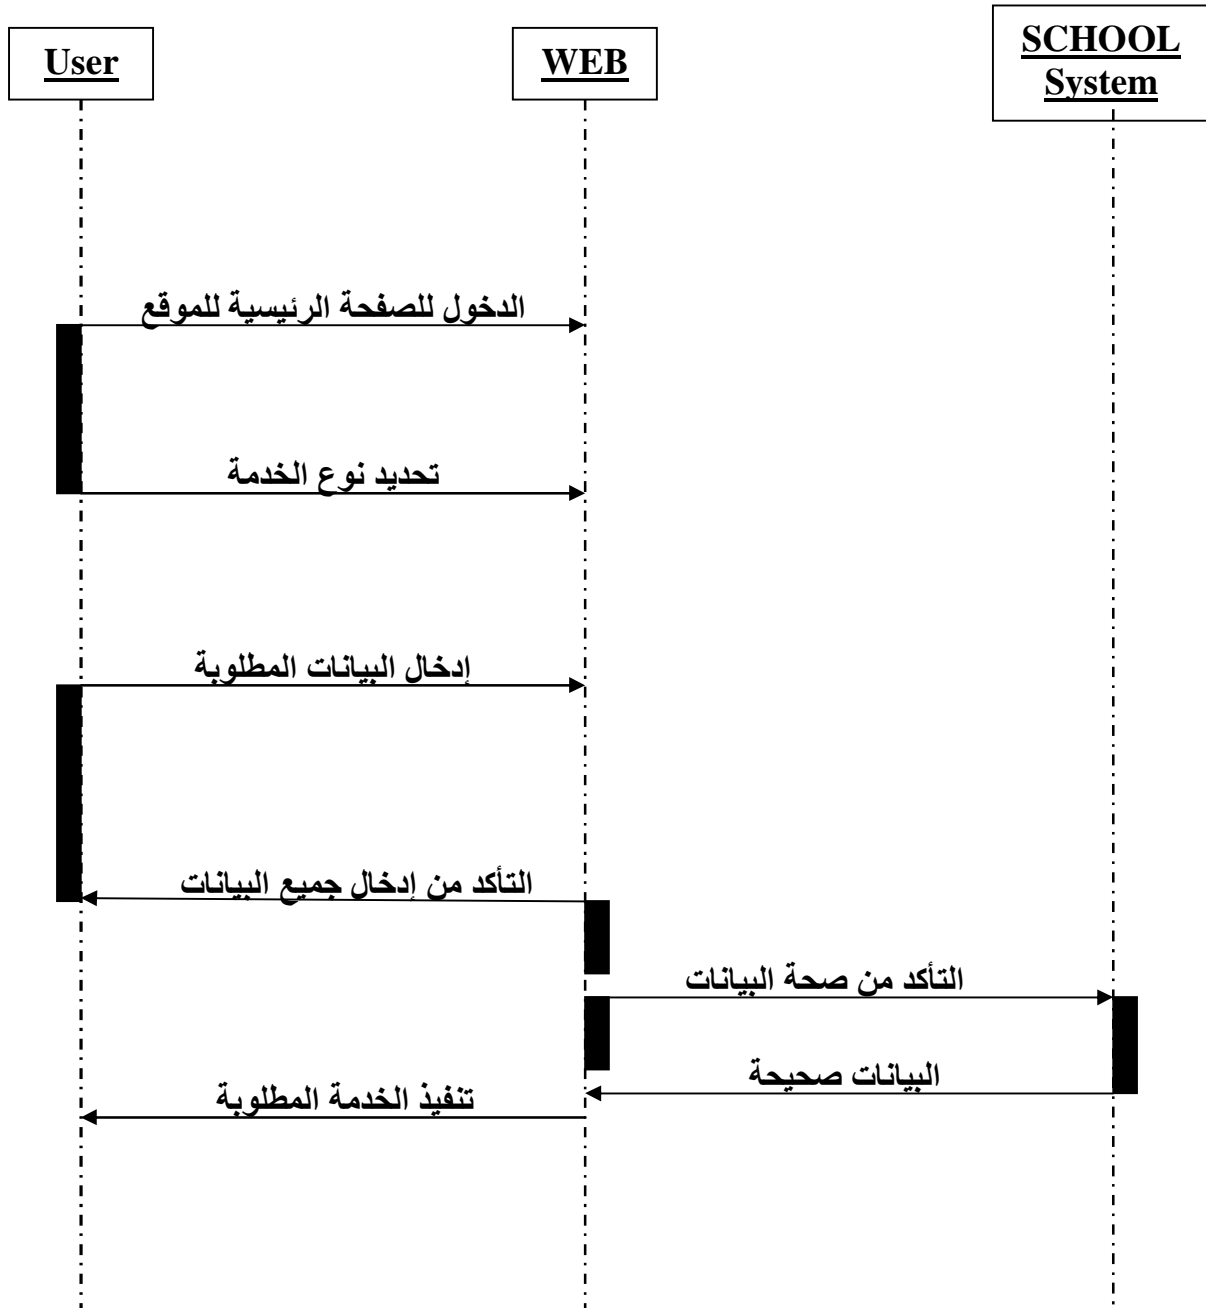 User
WEB
SCHOOL
System
الدخول للصفحة الرئيسية للموقع
تحديد نوع الخدمة
إدخال البيانات المطلوبة
التأكد من إدخال جميع البيانات
التأكد من صحة البيانات
البيانات صحيحة
تنفيذ الخدمة المطلوبة